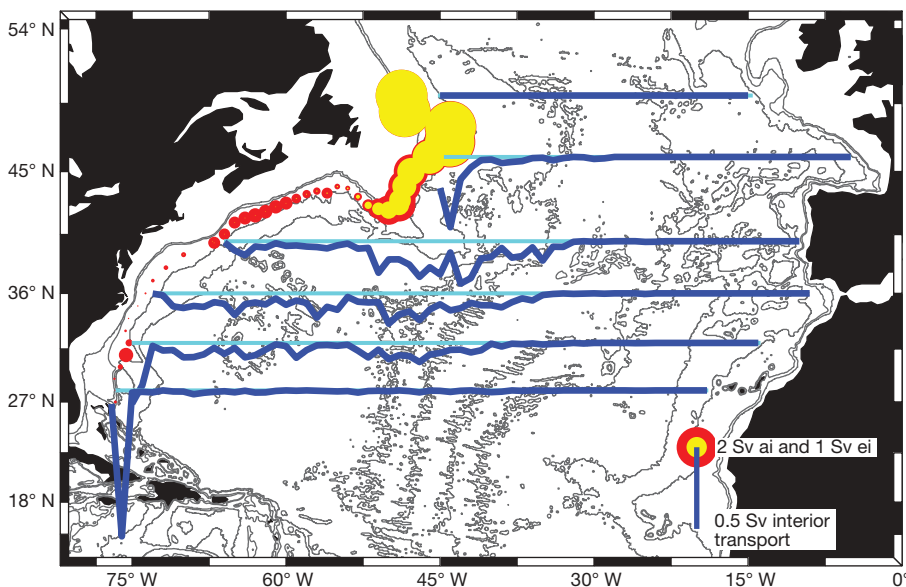 54° N
45° N
36° N
27° N
18° N
2 Sv ai and 1 Sv ei
0.5 Sv interior
transport
75° W
60° W
45° W
30° W
15° W
0°